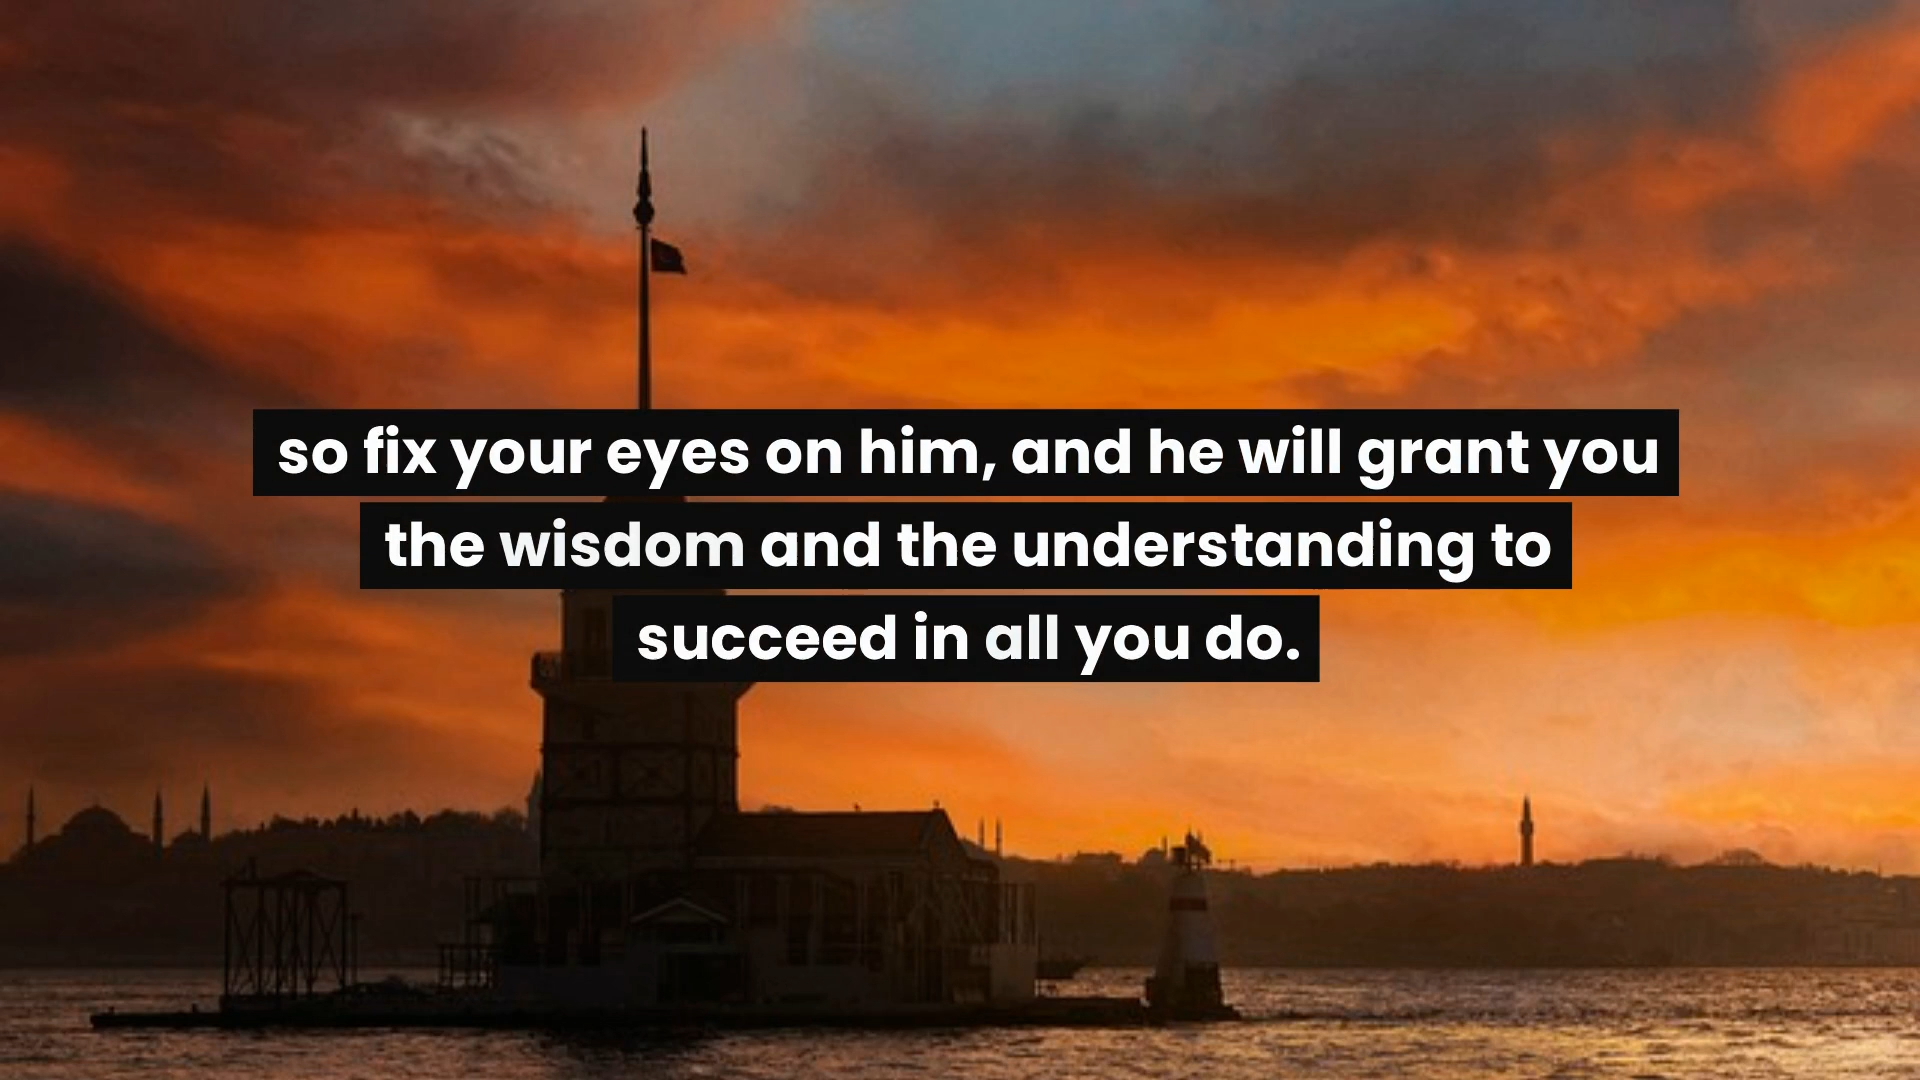 so fix your eyes on him, and he will grant you
the wisdom and the understanding to
succeed in all you do.